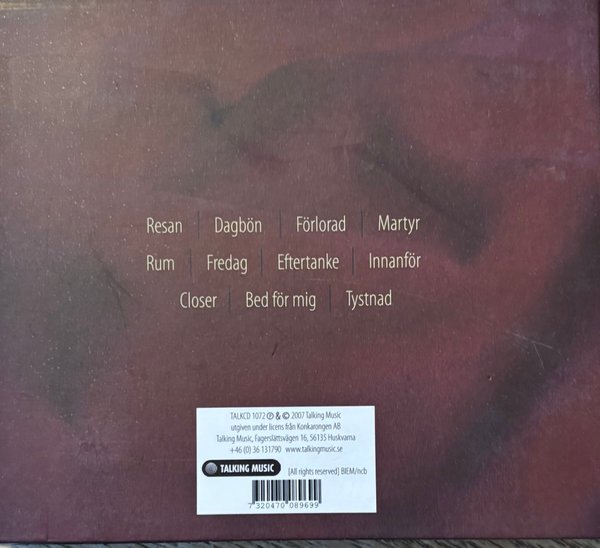 Resan | Dagbön | Förlorad | Martyr
Rum | Fredag | Eftertanke | Innanför
Closer | Bed för mig | Tystnad
TALKCD 1072 ℗ & © 2007 Talking Music
utgiven under licens från Konkarongen AB
Talking Music, Fagerslättsvägen 16, 56135 Huskvarna
+46 (0) 36 131790 www.talkingmusic.se
TALKING MUSIC [All rights reserved] BIEM/ncb
7 320470 089699